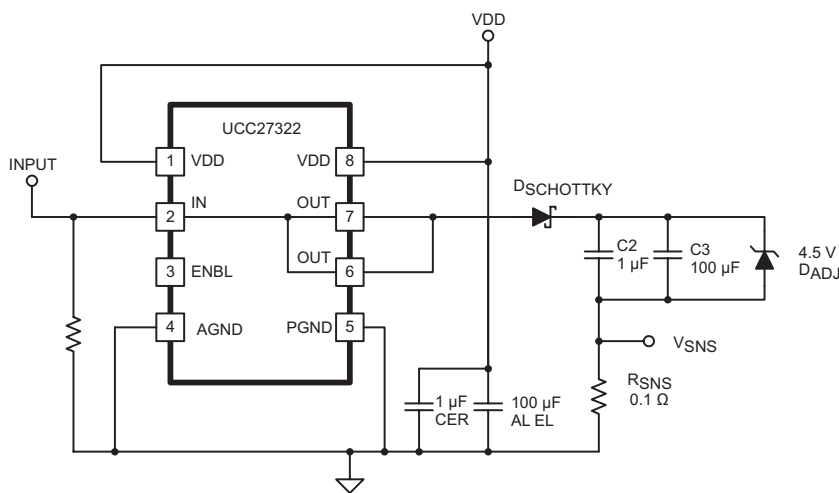 VDD
UCC27322
INPUT
1 VDD VDD 8
2 IN OUT 7
3 ENBL OUT 6
4 AGND PGND 5
DSCHOTTKY
C2
1 µF
C3
100 µF
4.5 V
DADJ
VSNS
RSNS
0.1 Ω
1 µF
CER
100 µF
AL EL